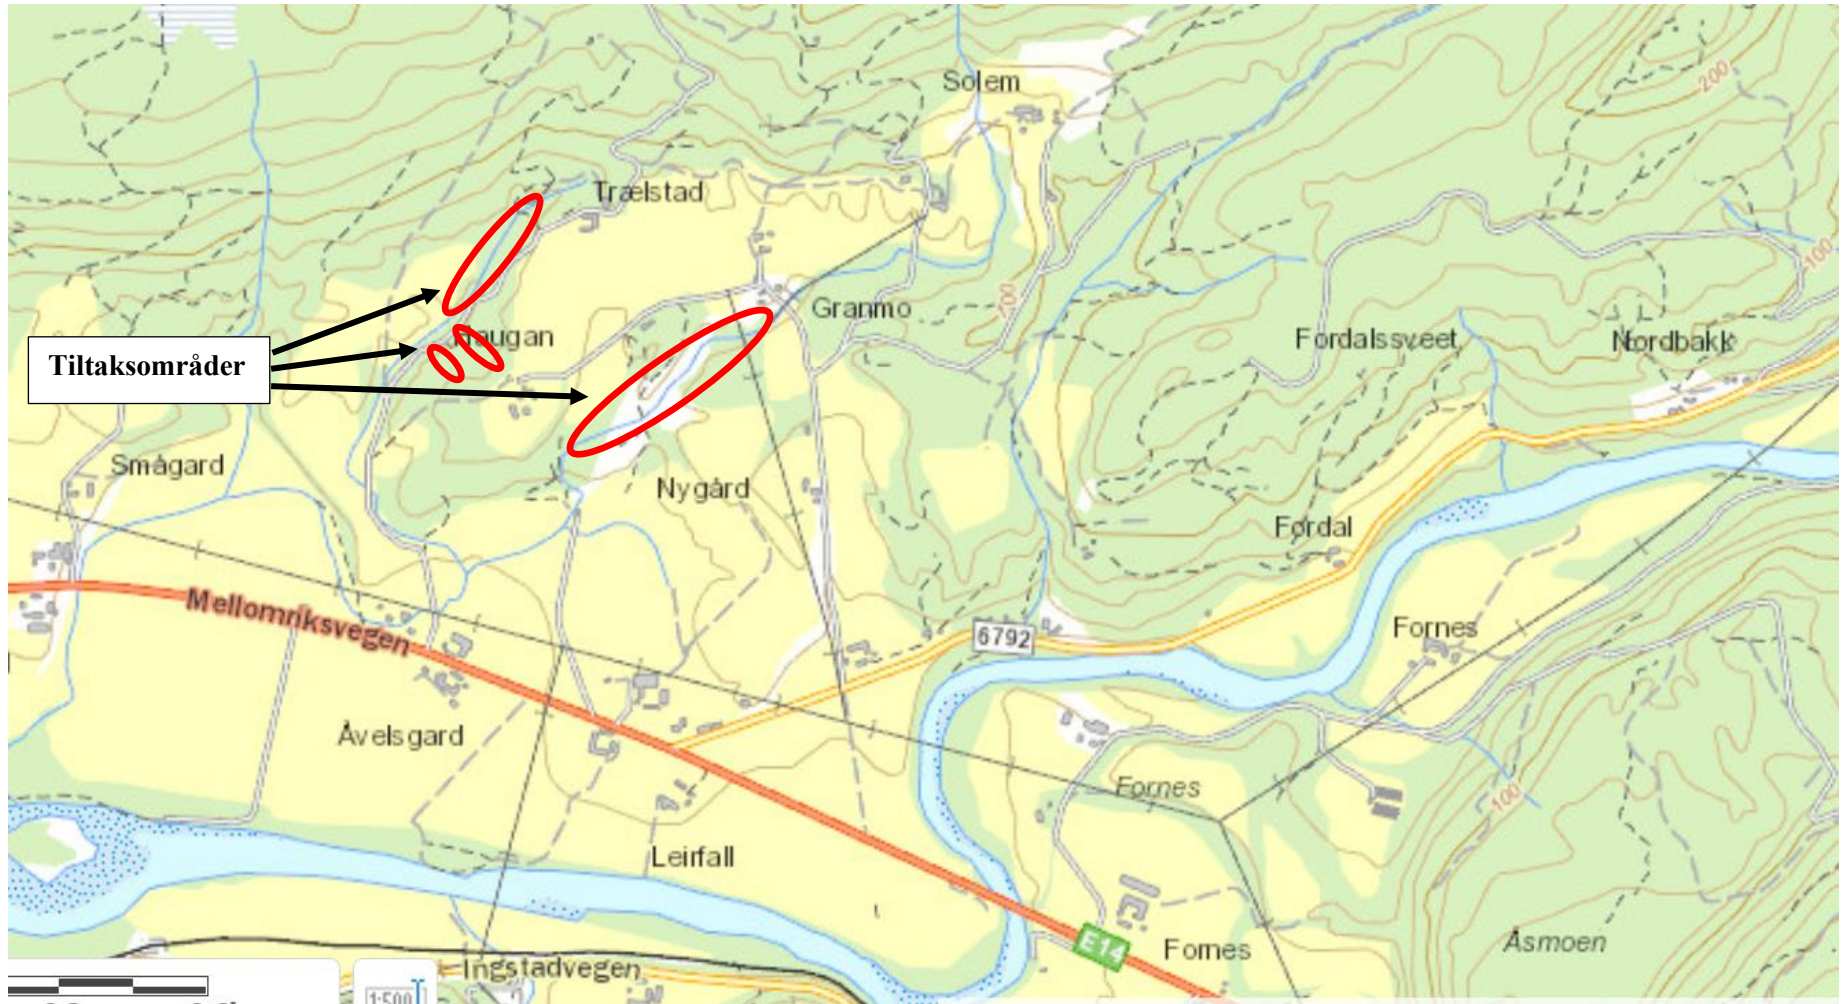 Solem
200
Trælstad
100
Granmo
100
Haugan
Fordalssveet
Nordbakk
Tiltaksområder
Smågard
Nygård
Fordal
Mellomriksvegen
6792
Fornes
Åvelsgard
Fornes
100
Leirfall
E14
Fornes
Åsmoen
Ingstadvegen